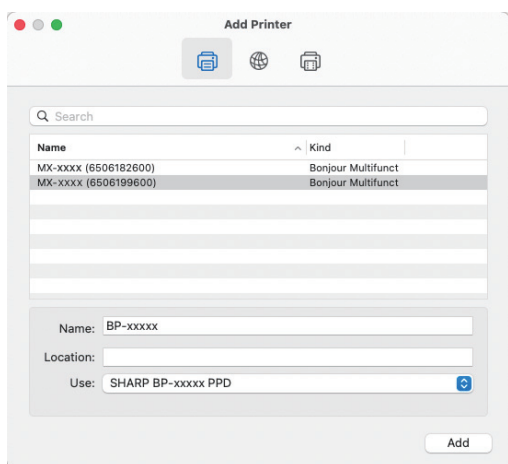 Add Printer
Search
Name Kind
MX-xxxx (6506182600) Bonjour Multifunct
MX-xxxx (6506199600) Bonjour Multifunct
Name: BP-xxxxx
Location:
Use: SHARP BP-xxxxx PPD
Add